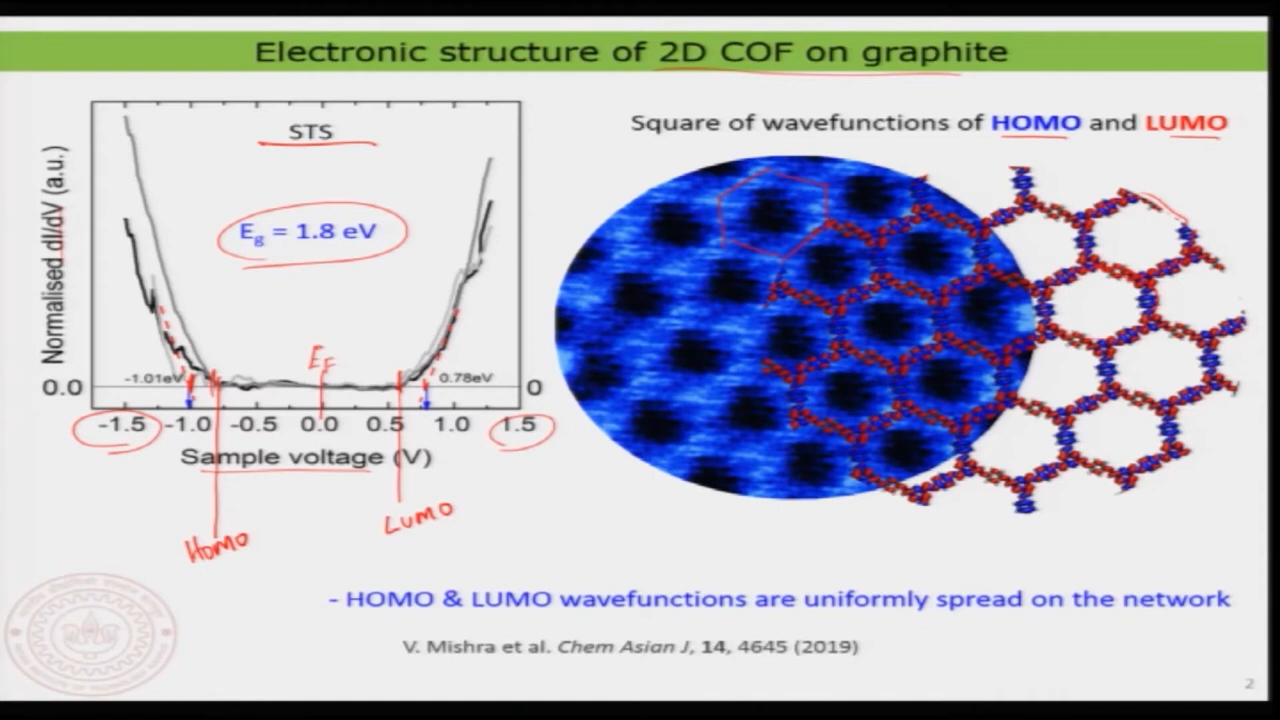 Electronic structure of 2D COF on graphite
STS
E_g = 1.8 eV
Normalised dI/dV (a.u.)
E_F
-1.01eV
0.78eV
0.0
0
-1.5 -1.0 -0.5 0.0 0.5 1.0 1.5
Sample voltage (V)
Homo
Lumo
Square of wavefunctions of HOMO and LUMO
- HOMO & LUMO wavefunctions are uniformly spread on the network
V. Mishra et al. Chem Asian J, 14, 4645 (2019)
2